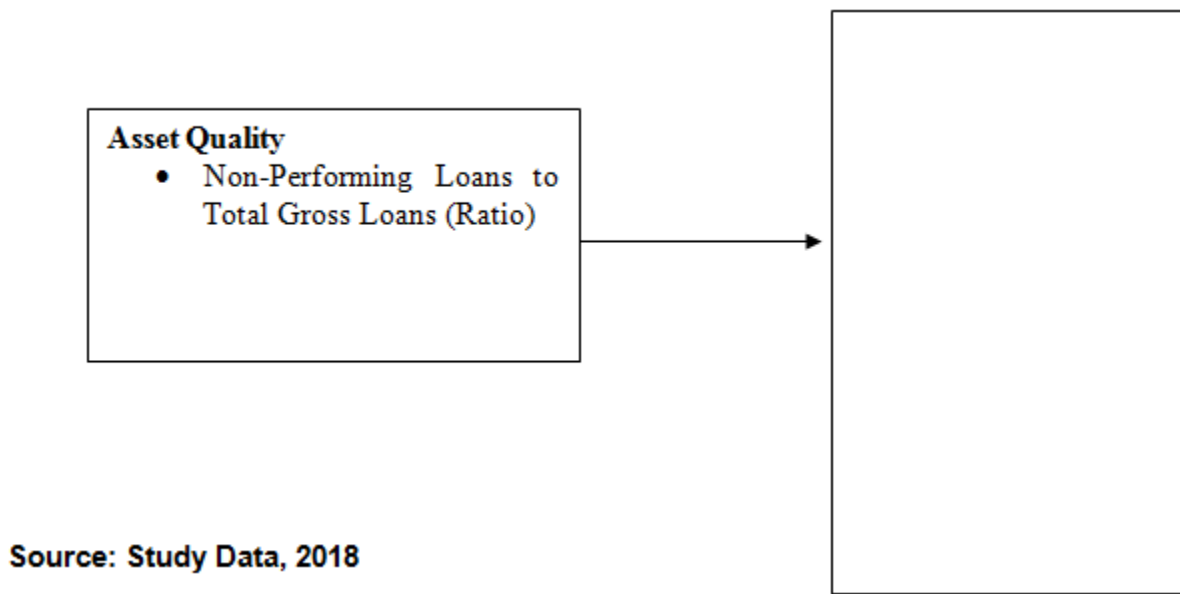 Asset Quality
• Non-Performing Loans to
Total Gross Loans (Ratio)
Source: Study Data, 2018